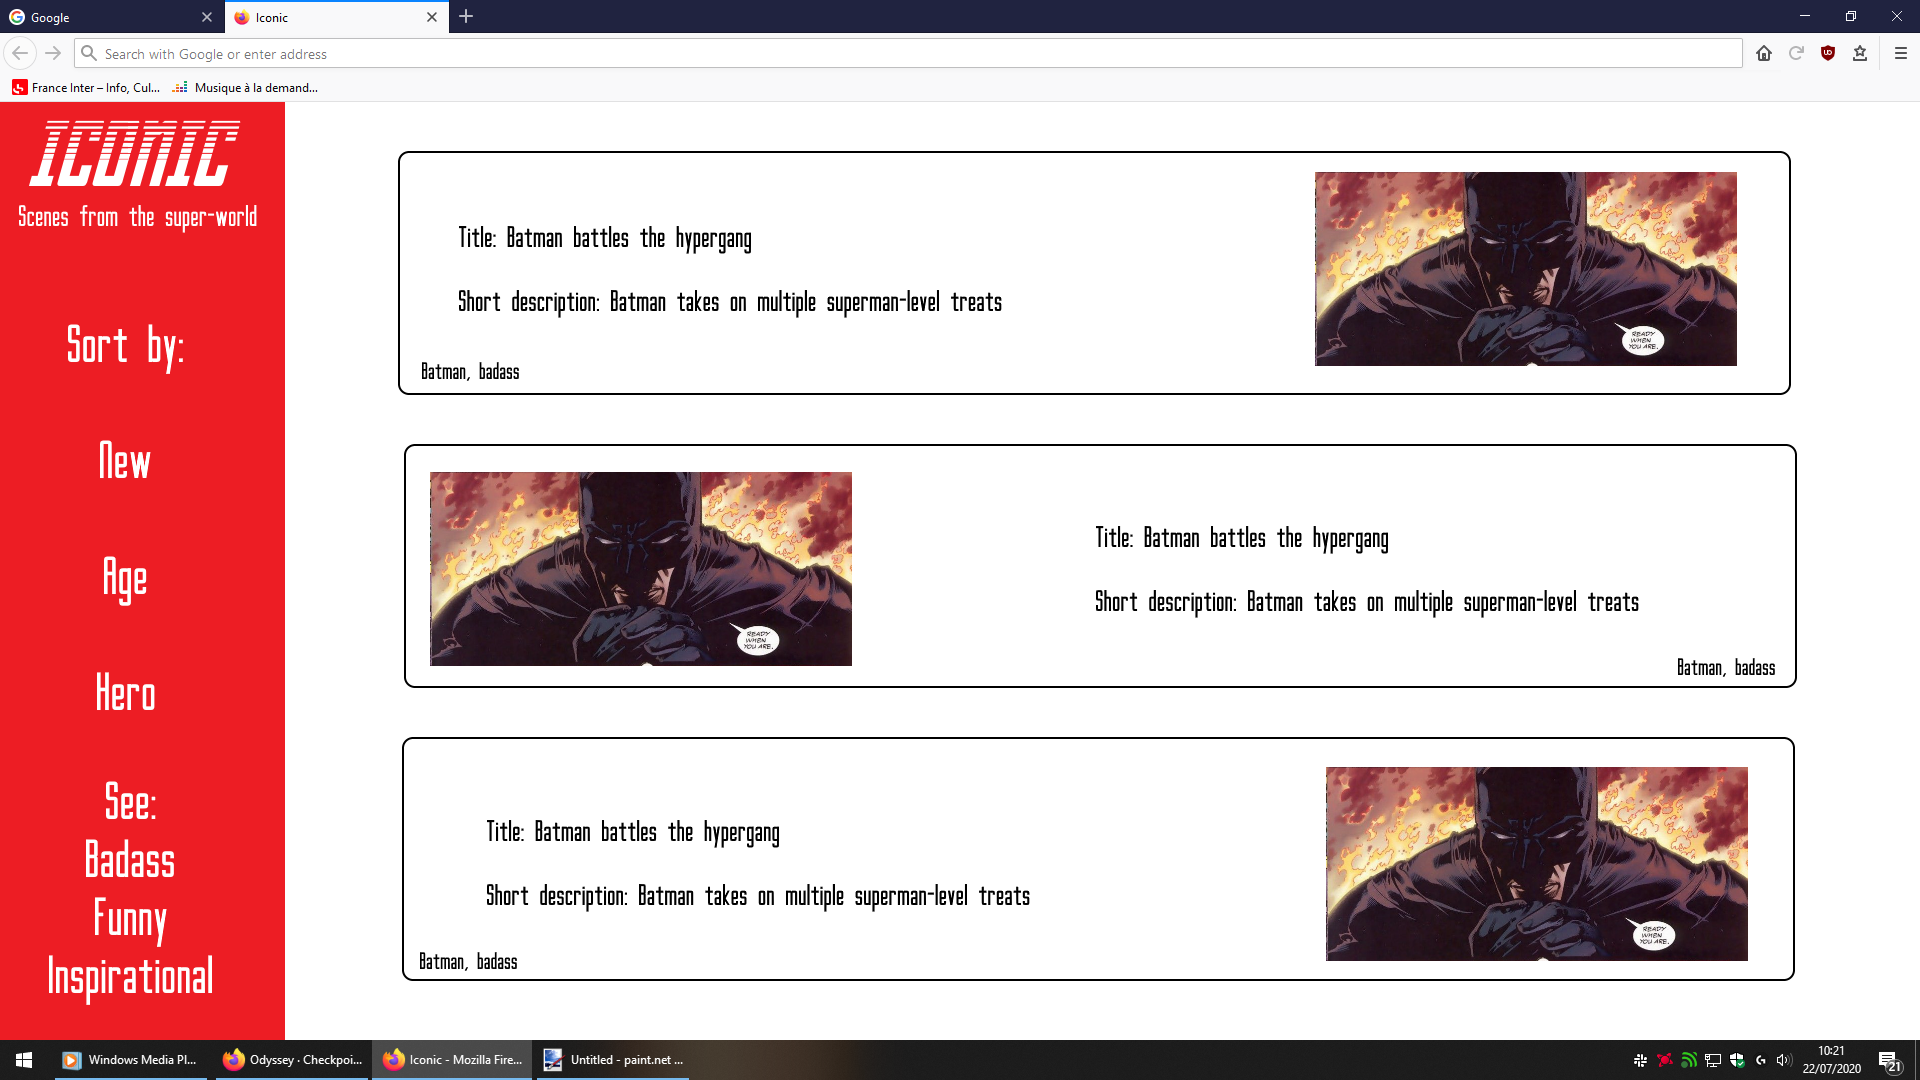 Google
Iconic
Search with Google or enter address
France Inter – Info, Cul...
Musique à la demand...
ICONIC
Scenes from the super-world
Sort by:
New
Age
Hero
See:
Badass
Funny
Inspirational
Title: Batman battles the hypergang
Short description: Batman takes on multiple superman-level treats
Batman, badass
READY
WHEN
YOU ARE.
READY
WHEN
YOU ARE.
Title: Batman battles the hypergang
Short description: Batman takes on multiple superman-level treats
Batman, badass
Title: Batman battles the hypergang
Short description: Batman takes on multiple superman-level treats
Batman, badass
READY
WHEN
YOU ARE.
Windows Media Pl...
Odyssey · Checkpoi...
Iconic - Mozilla Fire...
Untitled - paint.net ...
10:21
22/07/2020
21